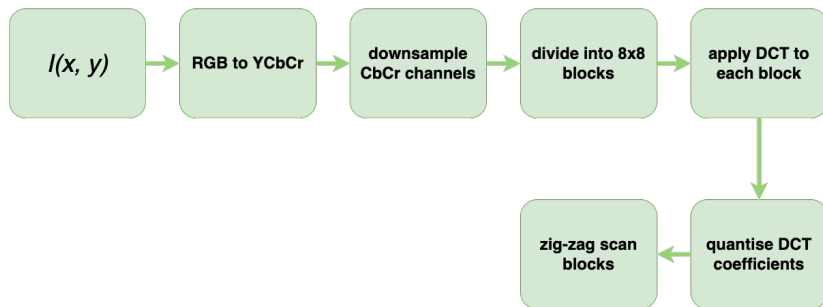 I(x, y)
RGB to YCbCr
downsample
CbCr channels
divide into 8x8
blocks
apply DCT to
each block
quantise DCT
coefficients
zig-zag scan
blocks